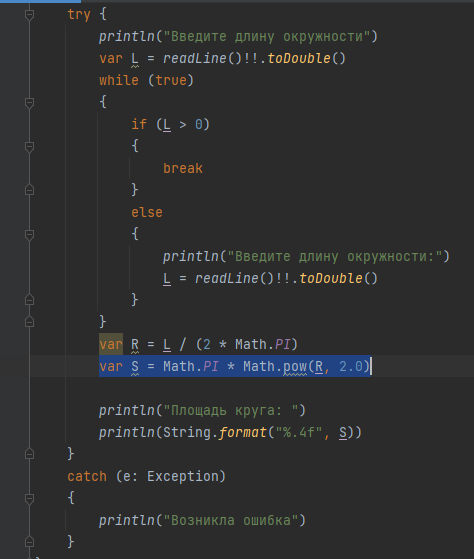 try {
println("Введите длину окружности")
var L = readLine()!!.toDouble()
while (true)
{
if (L > 0)
{
break
}
else
{
println("Введите длину окружности:")
L = readLine()!!.toDouble()
}
}
var R = L / (2 * Math.PI)
var S = Math.PI * Math.pow(R, 2.0)
println("Площадь круга: ")
println(String.format("%.4f", S))
}
catch (e: Exception)
{
println("Возникла ошибка")
}